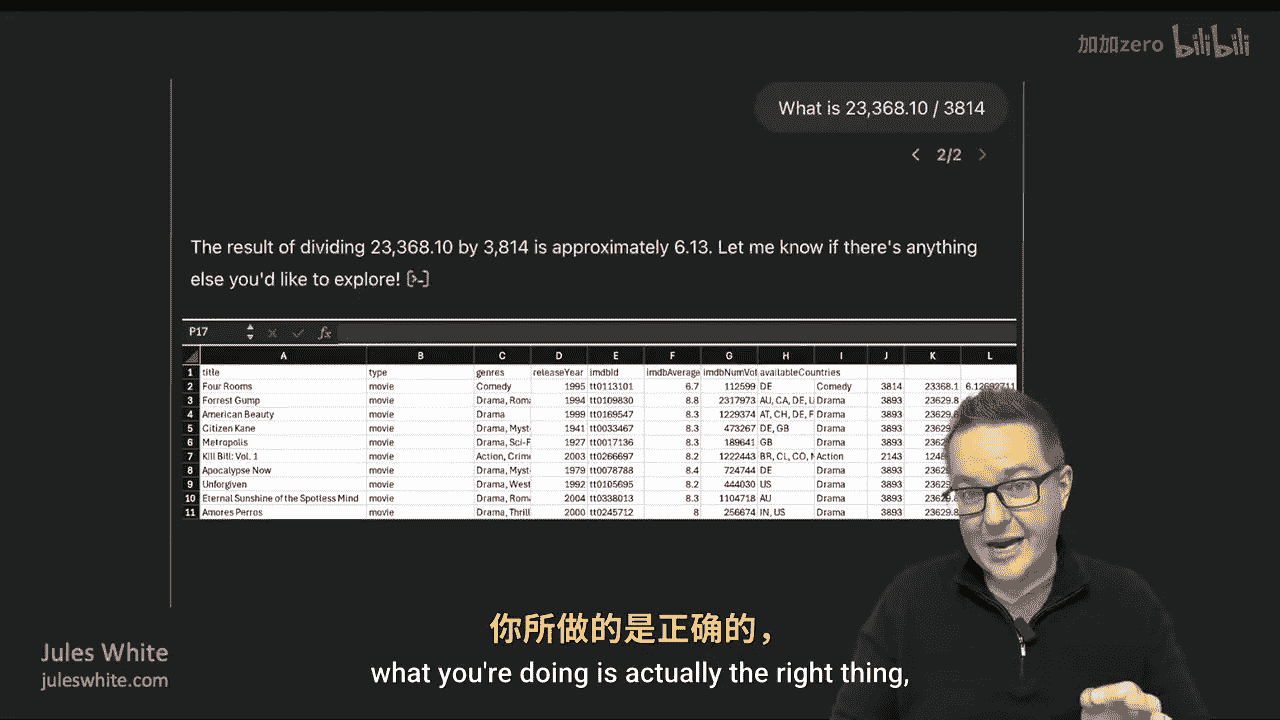 加加zero bilibili
What is 23,368.10 / 3814
2/2
The result of dividing 23,368.10 by 3,814 is approximately 6.13. Let me know if there's anything
else you'd like to explore!
P17 fx
A B C D E F G H I J K L
1 title type genres releaseYear imdbId imdbAverage imdbNumVot availableCountries
2 Four Rooms movie Comedy 1995 tt0113101 6.7 112599 DE Comedy 3814 23368.1
3 Forrest Gump movie Drama, Roma 1994 tt0109830 8.8 2317973 AU, CA, DE, Drama 3893 23629.8
4 American Beauty movie Drama 1999 tt0169547 8.3 1229374 AT, CH, DE, F Drama 3893 23629.8
5 Citizen Kane movie Drama, Myst 1941 tt0033467 8.3 473267 DE, GB Drama 3893 23629.8
6 Metropolis movie Drama, Sci-F 1927 tt0017136 8.3 189641 GB Drama 3893 23629.8
7 Kill Bill: Vol. 1 movie Action, Crim 2003 tt0266697 8.2 1222443 BR, CL, CO, Action 2143
8 Apocalypse Now movie Drama, Myst 1979 tt0078788 8.4 724744 DE Drama 3893
9 Unforgiven movie Drama, West 1992 tt0105695 8.2 444030 US Drama 3893
10 Eternal Sunshine of the Spotless Mind movie Drama, Rom 2004 tt0338013 8.3 1104718 AU Drama 3893
11 Amores Perros movie Drama, Thrill 2000 tt0245712 8 256674 IN, US Drama 3893 23629.8
你所做的是正确的，
what you're doing is actually the right thing,
Jules White
juleswhite.com